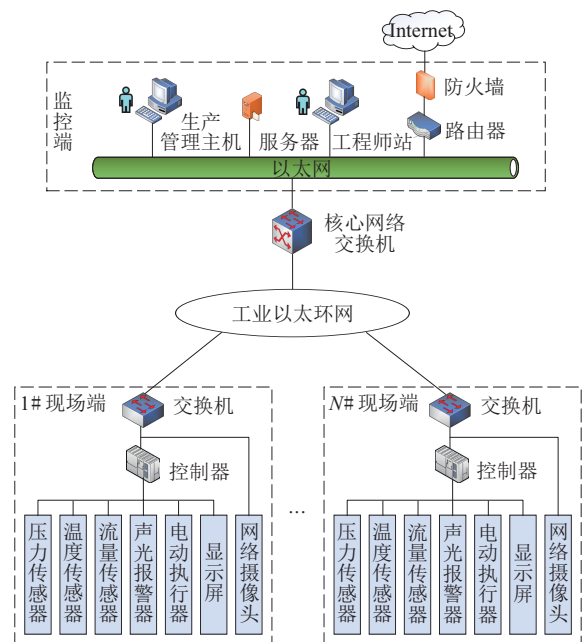 Internet
防火墙
监控端
生产
管理主机
服务器
工程师站
路由器
以太网
核心网络
交换机
工业以太环网
1# 现场端
交换机
控制器
压力传感器
温度传感器
流量传感器
声光报警器
电动执行器
显示屏
网络摄像头
...
N# 现场端
交换机
控制器
压力传感器
温度传感器
流量传感器
声光报警器
电动执行器
显示屏
网络摄像头